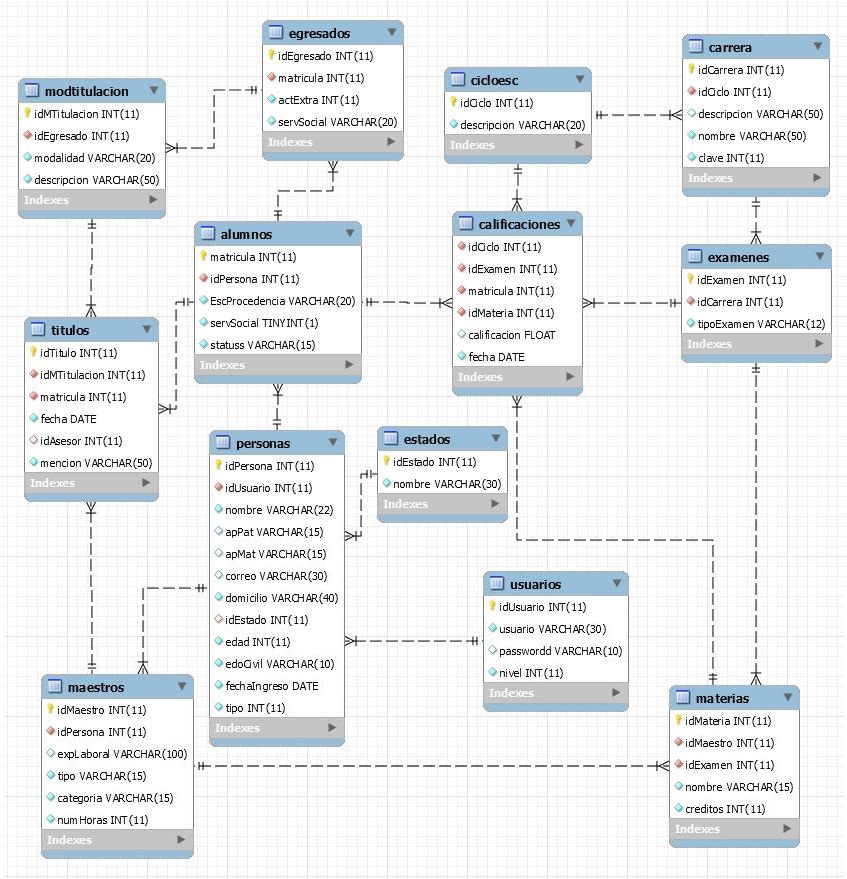 egresados
idEgresado INT(11)
matricula INT(11)
actExtra INT(11)
servSocial VARCHAR(20)
Indexes
carrera
idCarrera INT(11)
idCiclo INT(11)
descripcion VARCHAR(50)
nombre VARCHAR(50)
clave INT(11)
Indexes
cicloesc
idCiclo INT(11)
descripcion VARCHAR(20)
Indexes
modtitulacion
idMTitulacion INT(11)
idEgresado INT(11)
modalidad VARCHAR(20)
descripcion VARCHAR(50)
Indexes
alumnos
matricula INT(11)
idPersona INT(11)
EscProcedencia VARCHAR(20)
servSocial TINYINT(1)
statuss VARCHAR(15)
Indexes
calificaciones
idCiclo INT(11)
idExamen INT(11)
matricula INT(11)
idMateria INT(11)
calificacion FLOAT
fecha DATE
Indexes
examenes
idExamen INT(11)
idCarrera INT(11)
tipoExamen VARCHAR(12)
Indexes
titulos
idTitulo INT(11)
idMTitulacion INT(11)
matricula INT(11)
fecha DATE
idAsesor INT(11)
mencion VARCHAR(50)
Indexes
personas
idPersona INT(11)
idUsuario INT(11)
nombre VARCHAR(22)
apPat VARCHAR(15)
apMat VARCHAR(15)
correo VARCHAR(30)
domicilio VARCHAR(40)
idEstado INT(11)
edad INT(11)
edoCivil VARCHAR(10)
fechaIngreso DATE
tipo INT(11)
Indexes
estados
idEstado INT(11)
nombre VARCHAR(30)
Indexes
usuarios
idUsuario INT(11)
usuario VARCHAR(30)
passwordd VARCHAR(10)
nivel INT(11)
Indexes
maestros
idMaestro INT(11)
idPersona INT(11)
expLaboral VARCHAR(100)
tipo VARCHAR(15)
categoria VARCHAR(15)
numHoras INT(11)
Indexes
materias
idMateria INT(11)
idMaestro INT(11)
idExamen INT(11)
nombre VARCHAR(15)
creditos INT(11)
Indexes